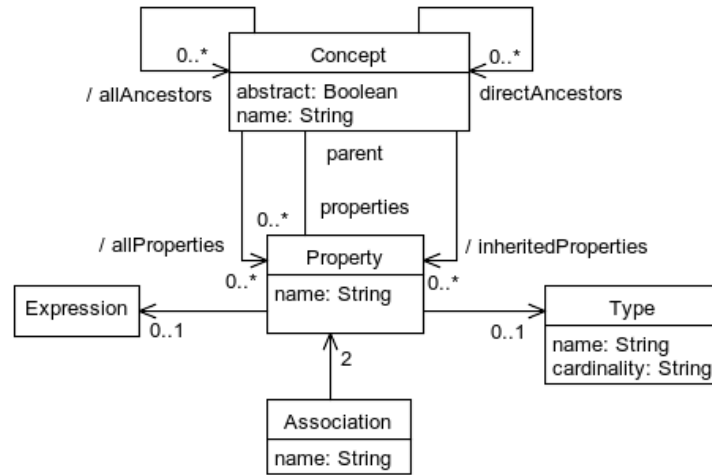 Concept
0..*
0..*
/ allAncestors
directAncestors
abstract: Boolean
name: String
parent
properties
0..*
/ allProperties
/ inheritedProperties
Property
0..*
0..*
name: String
Expression
0..1
Type
0..1
name: String
cardinality: String
2
Association
name: String